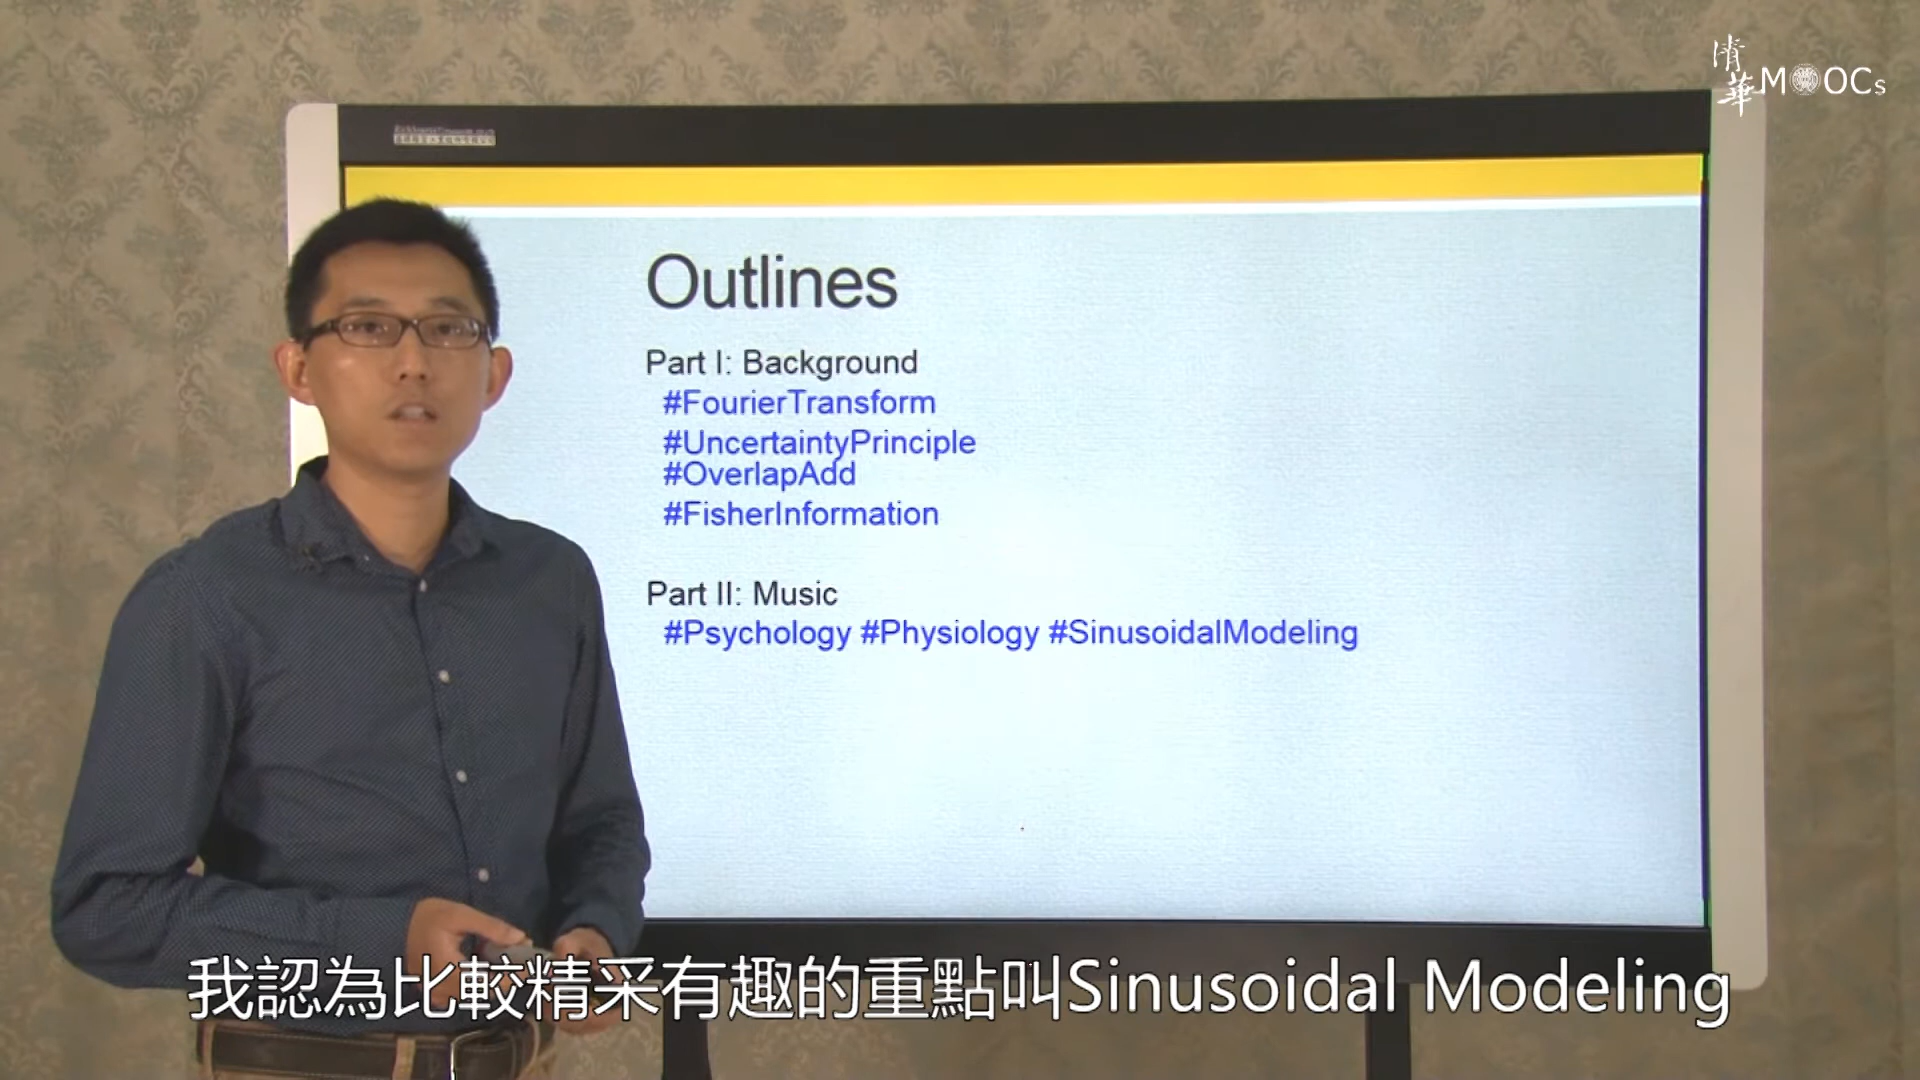 清華MOOCs
Outlines
Part I: Background
#FourierTransform
#UncertaintyPrinciple
#OverlapAdd
#FisherInformation
Part II: Music
#Psychology #Physiology #SinusoidalModeling
我認為比較精采有趣的重點叫Sinusoidal Modeling